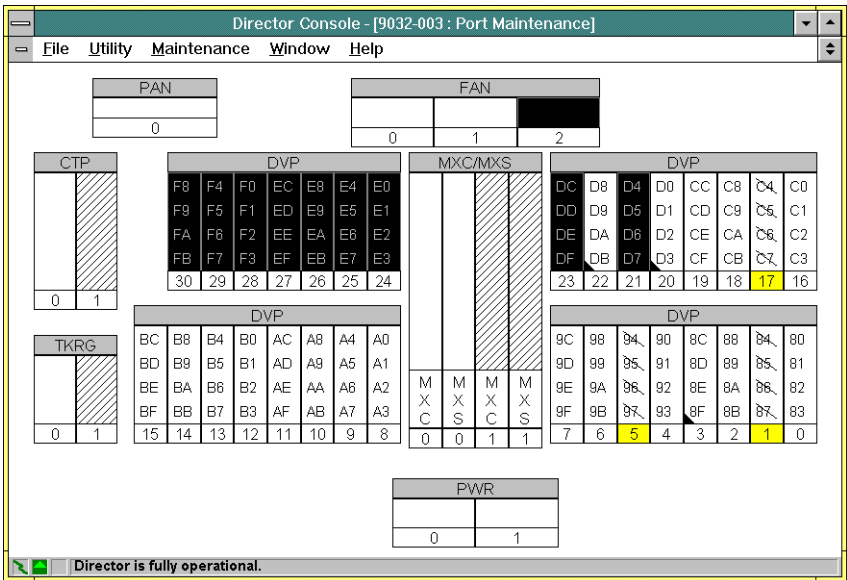 Director Console - [9032-003 : Port Maintenance]
File Utility Maintenance Window Help
PAN
0
FAN
0 1 2
CTP
0 1
DVP
F8 F4 F0 EC E8 E4 E0
F9 F5 F1 ED E9 E5 E1
FA F6 F2 EE EA E6 E2
FB F7 F3 EF EB E7 E3
30 29 28 27 26 25 24
MXC/MXS
MXC MXS MXC MXS
0 0 1 1
DVP
DC D8 D4 D0 CC C8 C4 C0
DD D9 D5 D1 CD C9 C5 C1
DE DA D6 D2 CE CA C6 C2
DF DB D7 D3 CF CB C7 C3
23 22 21 20 19 18 17 16
TKRG
0 1
DVP
BC B8 B4 B0 AC A8 A4 A0
BD B9 B5 B1 AD A9 A5 A1
BE BA B6 B2 AE AA A6 A2
BF BB B7 B3 AF AB A7 A3
15 14 13 12 11 10 9 8
DVP
9C 98 94 90 8C 88 84 80
9D 99 95 91 8D 89 85 81
9E 9A 96 92 8E 8A 86 82
9F 9B 97 93 8F 8B 87 83
7 6 5 4 3 2 1 0
PWR
0 1
Director is fully operational.